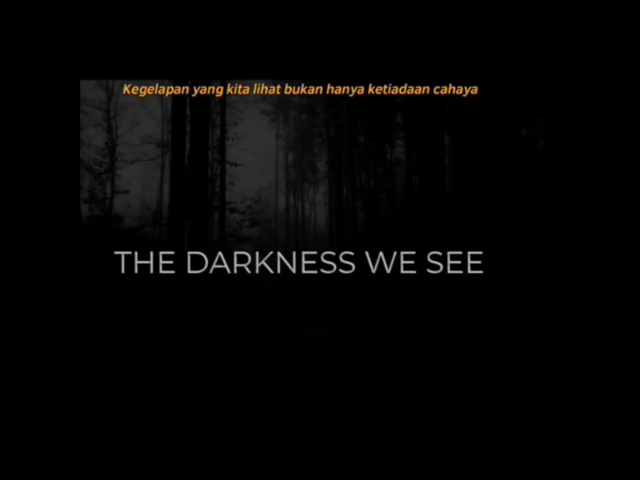 Kegelapan yang kita lihat bukan hanya ketiadaan cahaya
THE DARKNESS WE SEE